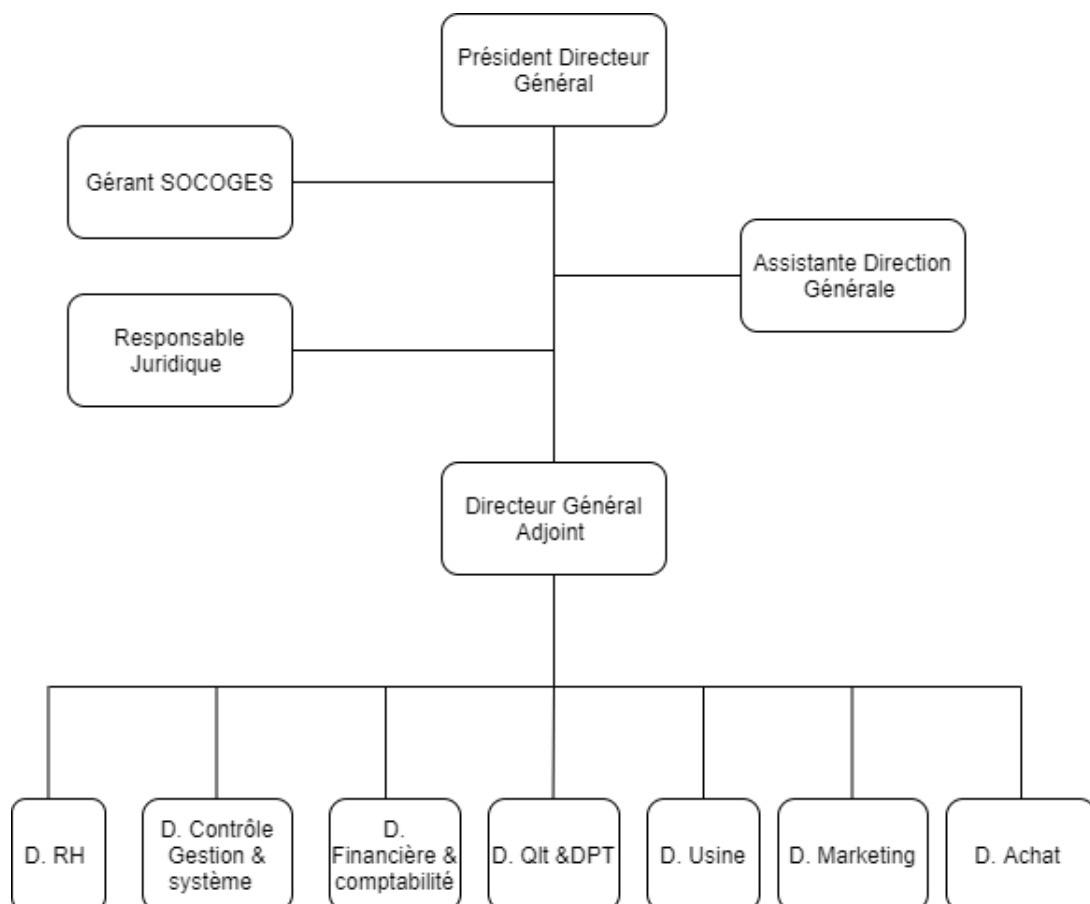 Président Directeur
Général
Gérant SOCOGES
Assistante Direction
Générale
Responsable
Juridique
Directeur Général
Adjoint
D. RH
D. Contrôle
Gestion &
système
D.
Financière &
comptabilité
D. Qlt &DPT
D. Usine
D. Marketing
D. Achat